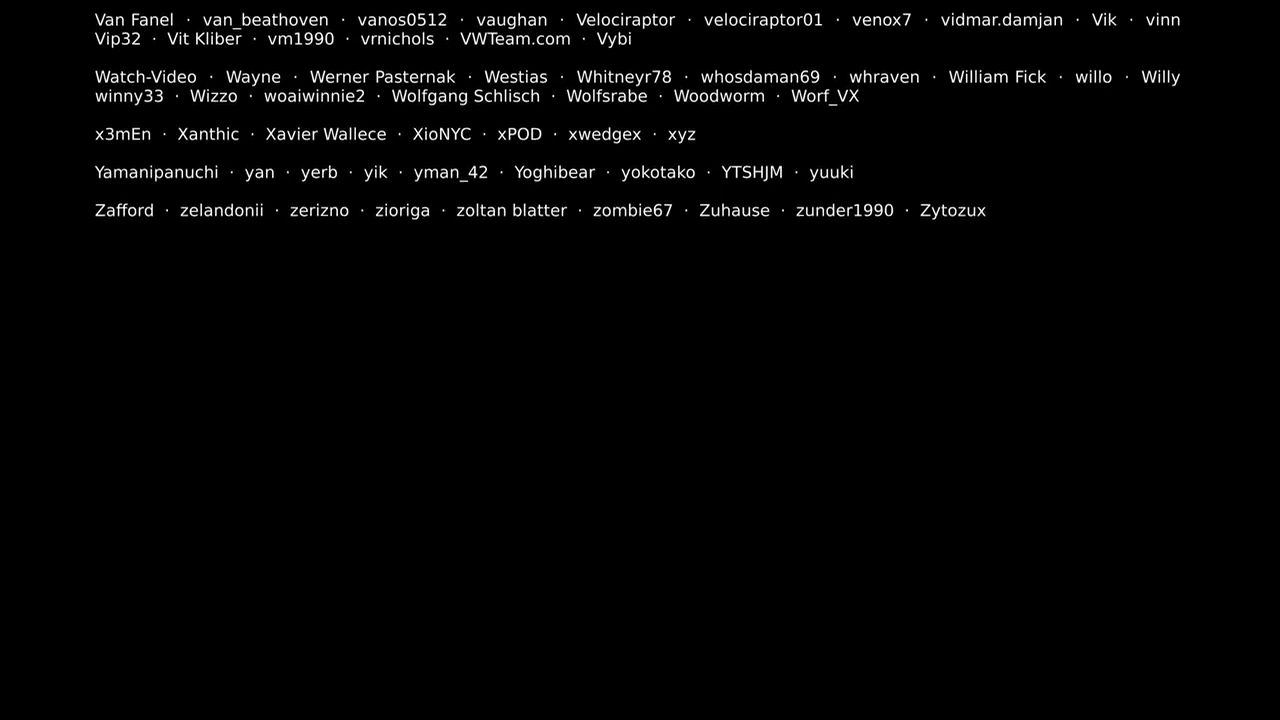 Van Fanel · van_beathoven · vanos0512 · vaughan · Velociraptor · velociraptor01 · venox7 · vidmar.damjan · Vik · vinn
Vip32 · Vit Kliber · vm1990 · vrnichols · VWTeam.com · Vybi
Watch-Video · Wayne · Werner Pasternak · Westias · Whitneyr78 · whosdaman69 · whraven · William Fick · willo · Willy
winny33 · Wizzo · woaiwinnie2 · Wolfgang Schlisch · Wolfsrabe · Woodworm · Worf_VX
x3mEn · Xanthic · Xavier Wallece · XioNYC · xPOD · xwedgex · xyz
Yamanipanuchi · yan · yerb · yik · yman_42 · Yoghibear · yokotako · YTSHJM · yuuki
Zafford · zelandonii · zerizno · zioriga · zoltan blatter · zombie67 · Zuhause · zunder1990 · Zytozux